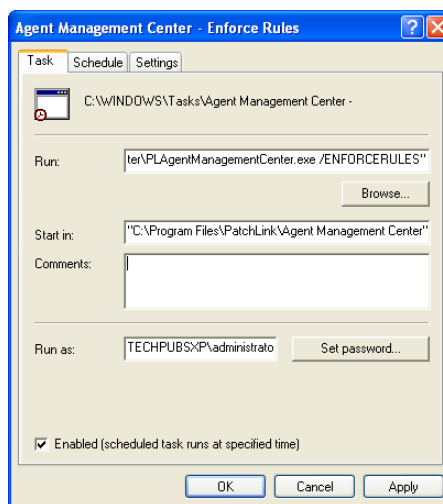 Agent Management Center - Enforce Rules
Task Schedule Settings
C:\WINDOWS\Tasks\Agent Management Center -
Run: ter\PLAgentManagementCenter.exe /ENFORCERULES"
Browse...
Start in: "C:\Program Files\PatchLink\Agent Management Center"
Comments:
Run as: TECHPUBSXP\administrato Set password...
Enabled (scheduled task runs at specified time)
OK Cancel Apply